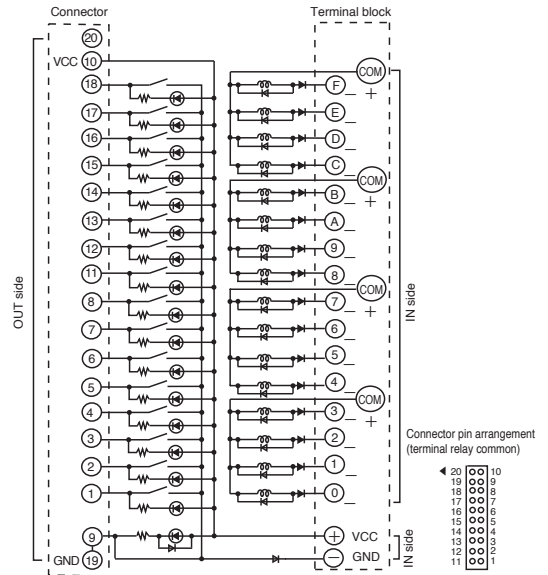 Connector
Terminal block
20
VCC 10
COM
+
18
F _
17
E _
16
D _
15
C _
COM
+
14
B _
13
A _
12
9 _
11
8 _
COM
+
8
7 _
7
6 _
6
5 _
5
4 _
COM
+
4
3 _
3
2 _
2
1 _
1
0 _
9
+ VCC
GND 19
− GND
OUT side
IN side
IN side
Connector pin arrangement
(terminal relay common)
20 10
19 9
18 8
17 7
16 6
15 5
14 4
13 3
12 2
11 1